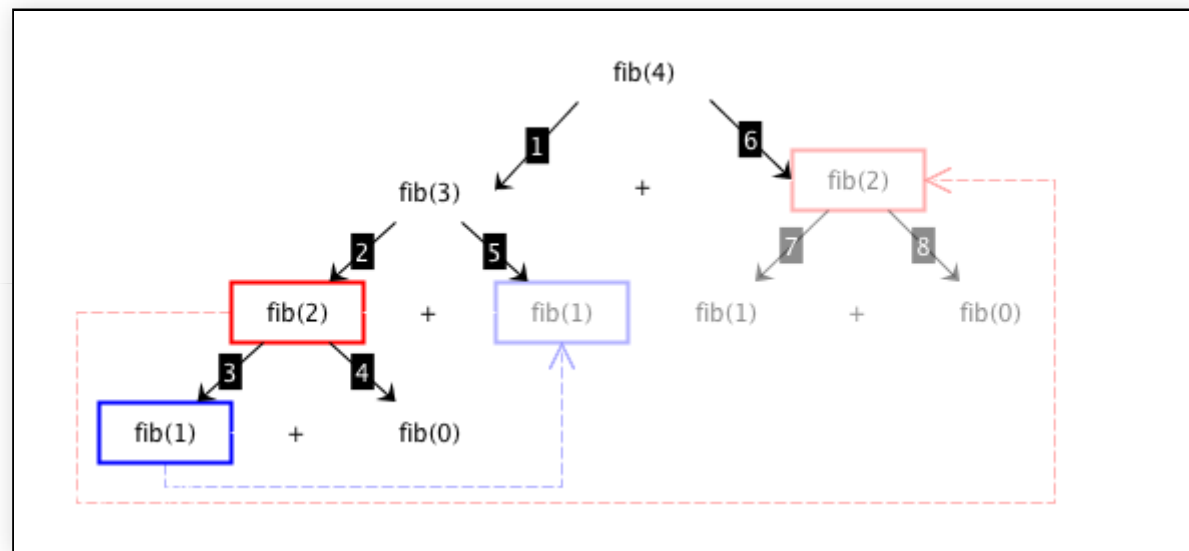 fib(4)
1
6
fib(3)
+
fib(2)
2
5
7
8
fib(2)
+
fib(1)
fib(1)
+
fib(0)
3
4
fib(1)
+
fib(0)